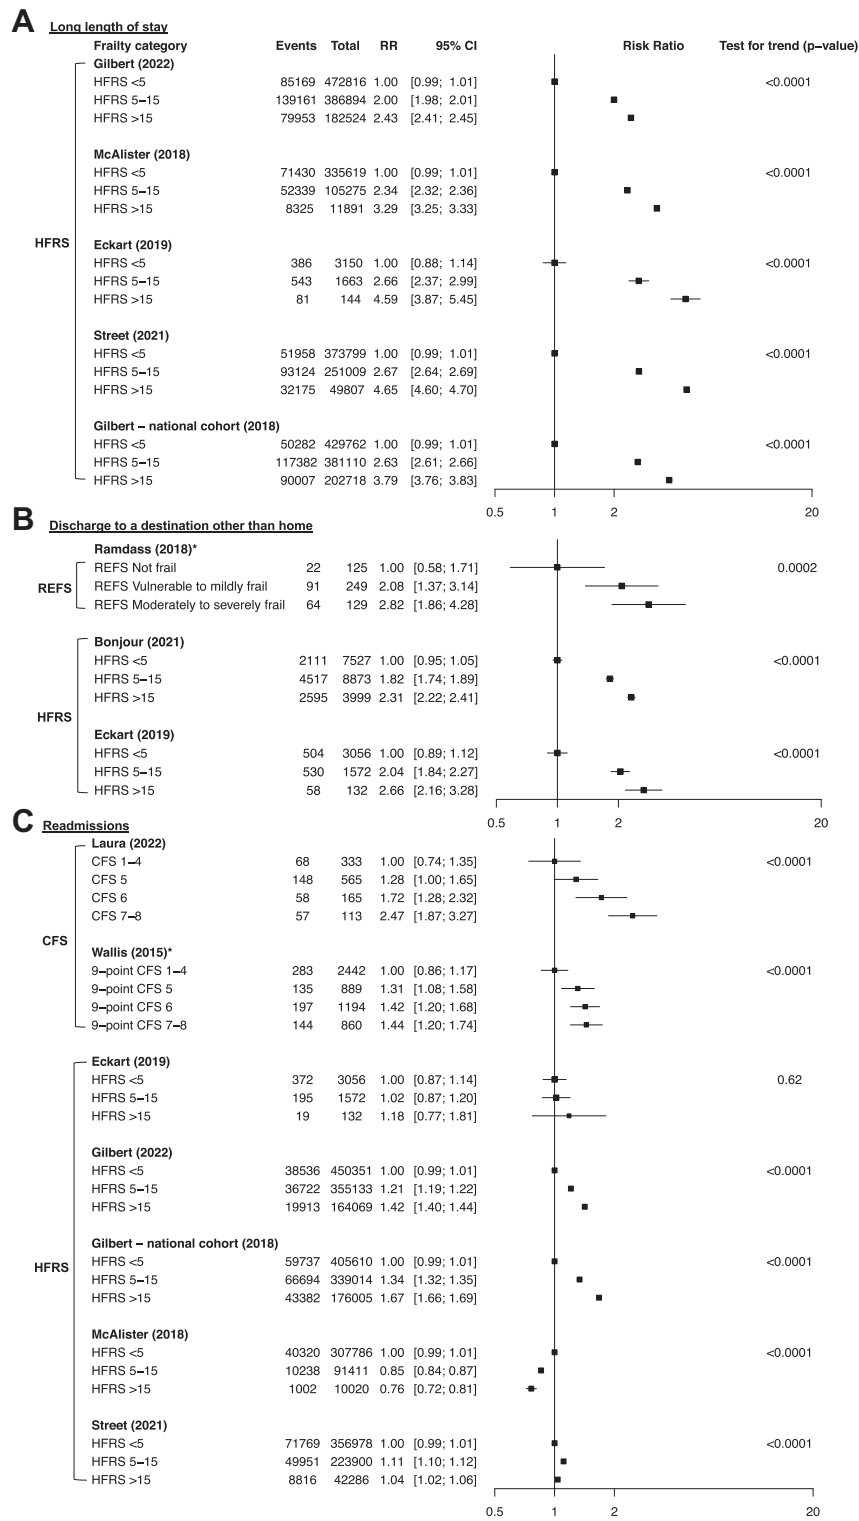 A Long length of stay
Frailty category Events Total RR 95% CI Risk Ratio Test for trend (p−value)
Gilbert (2022)
HFRS <5 85169 472816 1.00 [0.99; 1.01] <0.0001
HFRS 5−15 139161 386894 2.00 [1.98; 2.01]
HFRS >15 79953 182524 2.43 [2.41; 2.45]
McAlister (2018)
HFRS <5 71430 335619 1.00 [0.99; 1.01] <0.0001
HFRS 5−15 52339 105275 2.34 [2.32; 2.36]
HFRS >15 8325 11891 3.29 [3.25; 3.33]
HFRS
Eckart (2019)
HFRS <5 386 3150 1.00 [0.88; 1.14] <0.0001
HFRS 5−15 543 1663 2.66 [2.37; 2.99]
HFRS >15 81 144 4.59 [3.87; 5.45]
Street (2021)
HFRS <5 51958 373799 1.00 [0.99; 1.01] <0.0001
HFRS 5−15 93124 251009 2.67 [2.64; 2.69]
HFRS >15 32175 49807 4.65 [4.60; 4.70]
Gilbert − national cohort (2018)
HFRS <5 50282 429762 1.00 [0.99; 1.01] <0.0001
HFRS 5−15 117382 381110 2.63 [2.61; 2.66]
HFRS >15 90007 202718 3.79 [3.76; 3.83]
0.5 1 2 20
B Discharge to a destination other than home
Ramdass (2018)*
REFS Not frail 22 125 1.00 [0.58; 1.71] 0.0002
REFS
REFS Vulnerable to mildly frail 91 249 2.08 [1.37; 3.14]
REFS Moderately to severely frail 64 129 2.82 [1.86; 4.28]
Bonjour (2021)
HFRS <5 2111 7527 1.00 [0.95; 1.05] <0.0001
HFRS 5−15 4517 8873 1.82 [1.74; 1.89]
HFRS >15 2595 3999 2.31 [2.22; 2.41]
HFRS
Eckart (2019)
HFRS <5 504 3056 1.00 [0.89; 1.12] <0.0001
HFRS 5−15 530 1572 2.04 [1.84; 2.27]
HFRS >15 58 132 2.66 [2.16; 3.28]
0.5 1 2 20
C Readmissions
Laura (2022)
CFS 1−4 68 333 1.00 [0.74; 1.35] <0.0001
CFS 5 148 565 1.28 [1.00; 1.65]
CFS 6 58 165 1.72 [1.28; 2.32]
CFS 7−8 57 113 2.47 [1.87; 3.27]
CFS
Wallis (2015)*
9−point CFS 1−4 283 2442 1.00 [0.86; 1.17] <0.0001
9−point CFS 5 135 889 1.31 [1.08; 1.58]
9−point CFS 6 197 1194 1.42 [1.20; 1.68]
9−point CFS 7−8 144 860 1.44 [1.20; 1.74]
Eckart (2019)
HFRS <5 372 3056 1.00 [0.87; 1.14] 0.62
HFRS 5−15 195 1572 1.02 [0.87; 1.20]
HFRS >15 19 132 1.18 [0.77; 1.81]
Gilbert (2022)
HFRS <5 38536 450351 1.00 [0.99; 1.01] <0.0001
HFRS 5−15 36722 355133 1.21 [1.19; 1.22]
HFRS >15 19913 164069 1.42 [1.40; 1.44]
Gilbert − national cohort (2018)
HFRS
HFRS <5 59737 405610 1.00 [0.99; 1.01] <0.0001
HFRS 5−15 66694 339014 1.34 [1.32; 1.35]
HFRS >15 43382 176005 1.67 [1.66; 1.69]
McAlister (2018)
HFRS <5 40320 307786 1.00 [0.99; 1.01] <0.0001
HFRS 5−15 10238 91411 0.85 [0.84; 0.87]
HFRS >15 1002 10020 0.76 [0.72; 0.81]
Street (2021)
HFRS <5 71769 356978 1.00 [0.99; 1.01] <0.0001
HFRS 5−15 49951 223900 1.11 [1.10; 1.12]
HFRS >15 8816 42286 1.04 [1.02; 1.06]
0.5 1 2 20